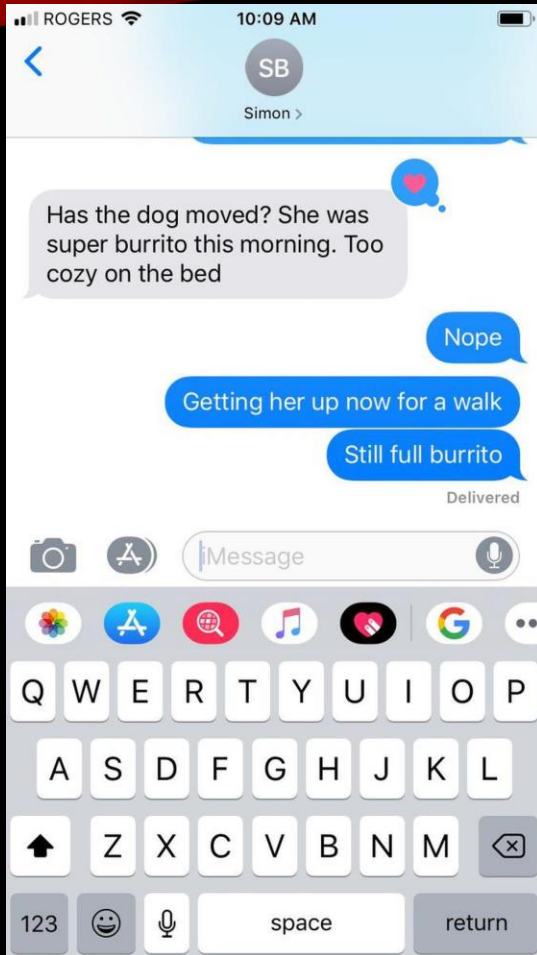 ROGERS 10:09 AM
SB
Simon >
Has the dog moved? She was
super burrito this morning. Too
cozy on the bed
Nope
Getting her up now for a walk
Still full burrito
Delivered
iMessage
G
Q W E R T Y U I O P
A S D F G H J K L
Z X C V B N M
123 space return